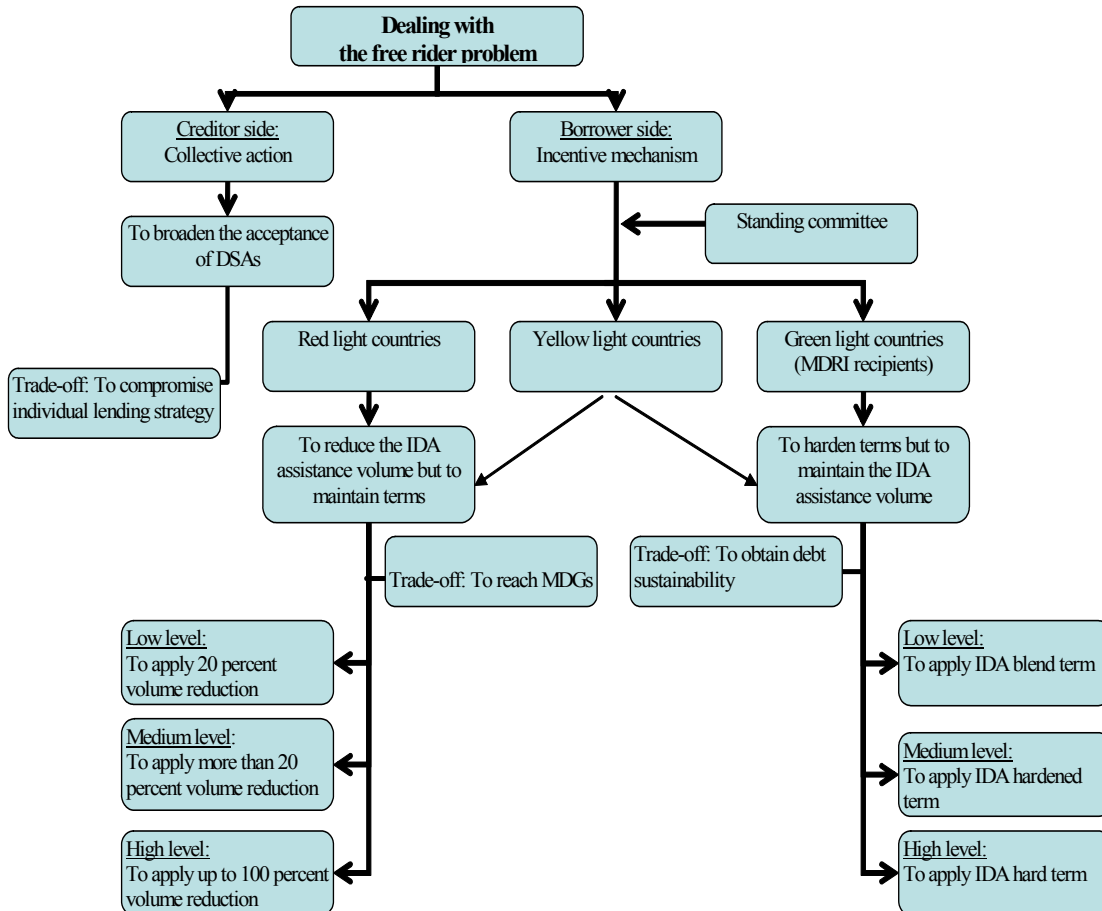 Dealing with
the free rider problem
Creditor side:
Collective action
Borrower side:
Incentive mechanism
To broaden the acceptance
of DSAs
Standing committee
Red light countries
Yellow light countries
Green light countries
(MDRI recipients)
Trade-off: To compromise
individual lending strategy
To reduce the IDA
assistance volume but to
maintain terms
To harden terms but to
maintain the IDA
assistance volume
Trade-off: To reach MDGs
Trade-off: To obtain debt
sustainability
Low level:
To apply 20 percent
volume reduction
Low level:
To apply IDA blend term
Medium level:
To apply more than 20
percent volume reduction
Medium level:
To apply IDA hardened
term
High level:
To apply up to 100 percent
volume reduction
High level:
To apply IDA hard term